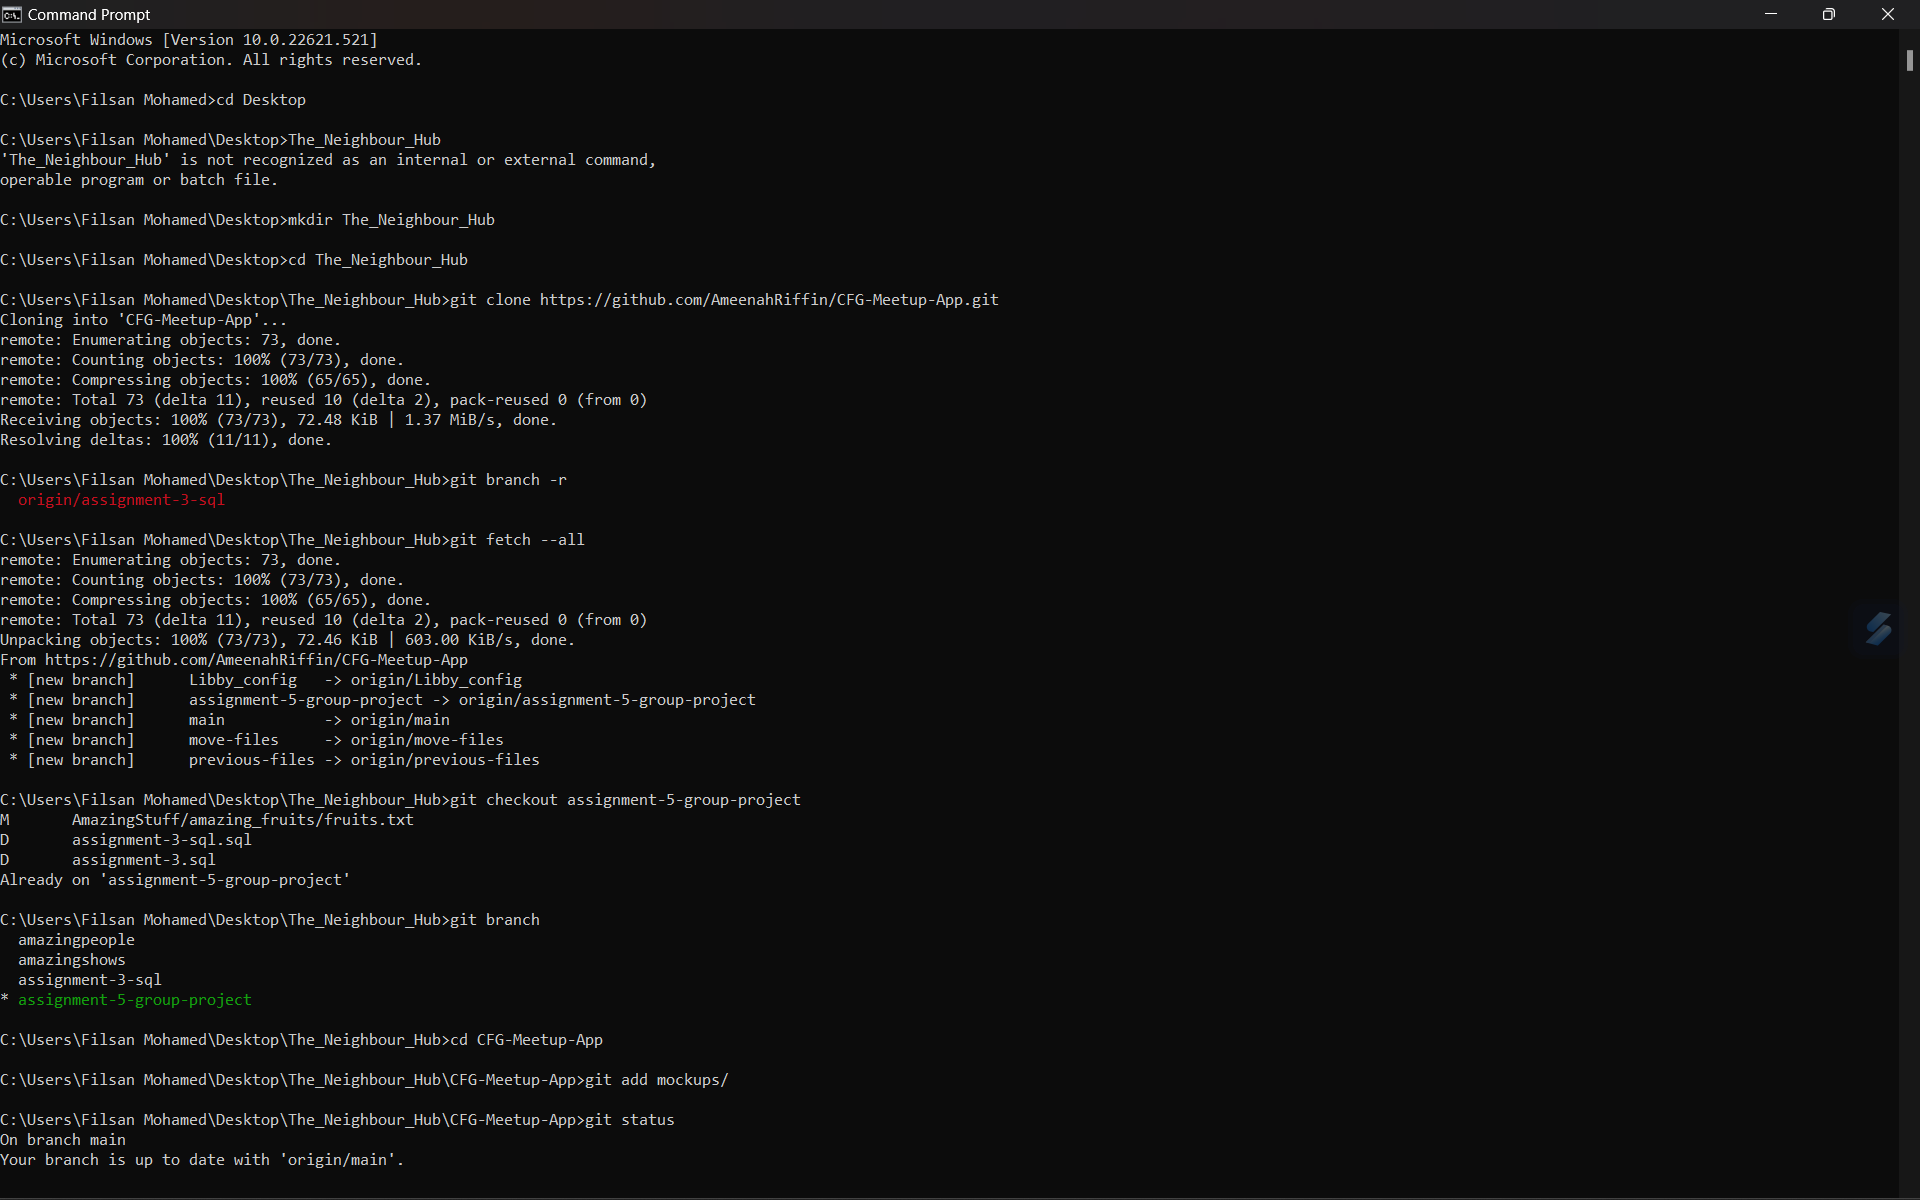 Command Prompt
Microsoft Windows [Version 10.0.22621.521]
(c) Microsoft Corporation. All rights reserved.
C:\Users\Filsan Mohamed>cd Desktop
C:\Users\Filsan Mohamed\Desktop>The_Neighbour_Hub
'The_Neighbour_Hub' is not recognized as an internal or external command,
operable program or batch file.
C:\Users\Filsan Mohamed\Desktop>mkdir The_Neighbour_Hub
C:\Users\Filsan Mohamed\Desktop>cd The_Neighbour_Hub
C:\Users\Filsan Mohamed\Desktop\The_Neighbour_Hub>git clone https://github.com/AmeenahRiffin/CFG-Meetup-App.git
Cloning into 'CFG-Meetup-App'...
remote: Enumerating objects: 73, done.
remote: Counting objects: 100% (73/73), done.
remote: Compressing objects: 100% (65/65), done.
remote: Total 73 (delta 11), reused 10 (delta 2), pack-reused 0 (from 0)
Receiving objects: 100% (73/73), 72.48 KiB | 1.37 MiB/s, done.
Resolving deltas: 100% (11/11), done.
C:\Users\Filsan Mohamed\Desktop\The_Neighbour_Hub>git branch -r
  origin/assignment-3-sql
C:\Users\Filsan Mohamed\Desktop\The_Neighbour_Hub>git fetch --all
remote: Enumerating objects: 73, done.
remote: Counting objects: 100% (73/73), done.
remote: Compressing objects: 100% (65/65), done.
remote: Total 73 (delta 11), reused 10 (delta 2), pack-reused 0 (from 0)
Unpacking objects: 100% (73/73), 72.46 KiB | 603.00 KiB/s, done.
From https://github.com/AmeenahRiffin/CFG-Meetup-App
 * [new branch]      Libby_config   -> origin/Libby_config
 * [new branch]      assignment-5-group-project -> origin/assignment-5-group-project
 * [new branch]      main           -> origin/main
 * [new branch]      move-files     -> origin/move-files
 * [new branch]      previous-files -> origin/previous-files
C:\Users\Filsan Mohamed\Desktop\The_Neighbour_Hub>git checkout assignment-5-group-project
M       AmazingStuff/amazing_fruits/fruits.txt
D       assignment-3-sql.sql
D       assignment-3.sql
Already on 'assignment-5-group-project'
C:\Users\Filsan Mohamed\Desktop\The_Neighbour_Hub>git branch
  amazingpeople
  amazingshows
  assignment-3-sql
* assignment-5-group-project
C:\Users\Filsan Mohamed\Desktop\The_Neighbour_Hub>cd CFG-Meetup-App
C:\Users\Filsan Mohamed\Desktop\The_Neighbour_Hub\CFG-Meetup-App>git add mockups/
C:\Users\Filsan Mohamed\Desktop\The_Neighbour_Hub\CFG-Meetup-App>git status
On branch main
Your branch is up to date with 'origin/main'.